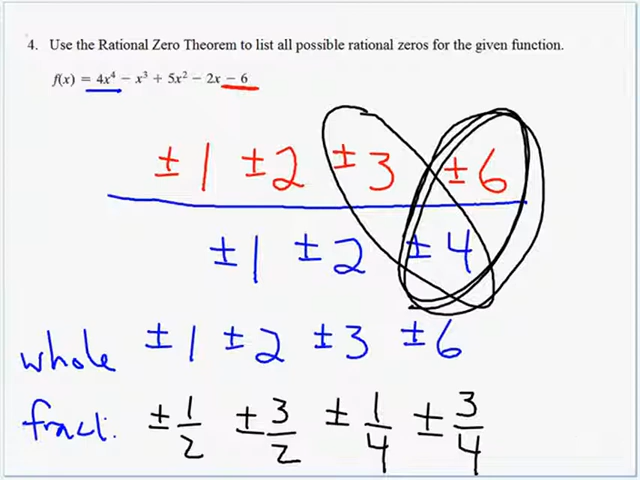 4. Use the Rational Zero Theorem to list all possible rational zeros for the given function.
f(x) = 4x⁴ − x³ + 5x² − 2x − 6
±1 ±2 ±3 ±6
±1 ±2 ±4
whole ±1 ±2 ±3 ±6
fract: ±1/2 ±3/2 ±1/4 ±3/4